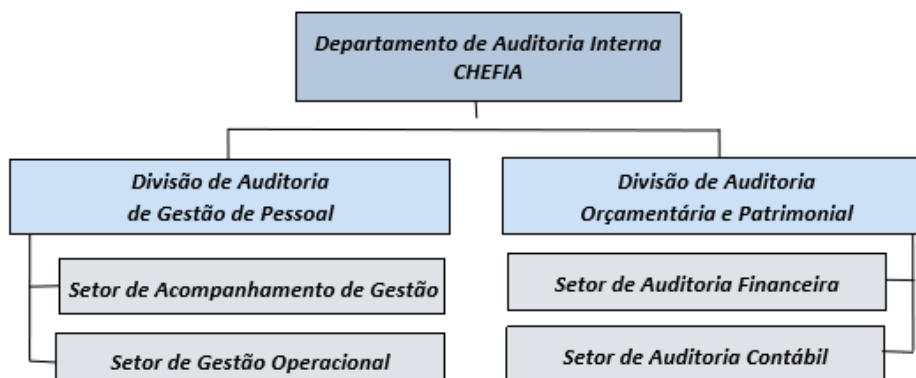 Departamento de Auditoria Interna
CHEFIA
Divisão de Auditoria
de Gestão de Pessoal
Divisão de Auditoria
Orçamentária e Patrimonial
Setor de Acompanhamento de Gestão
Setor de Gestão Operacional
Setor de Auditoria Financeira
Setor de Auditoria Contábil